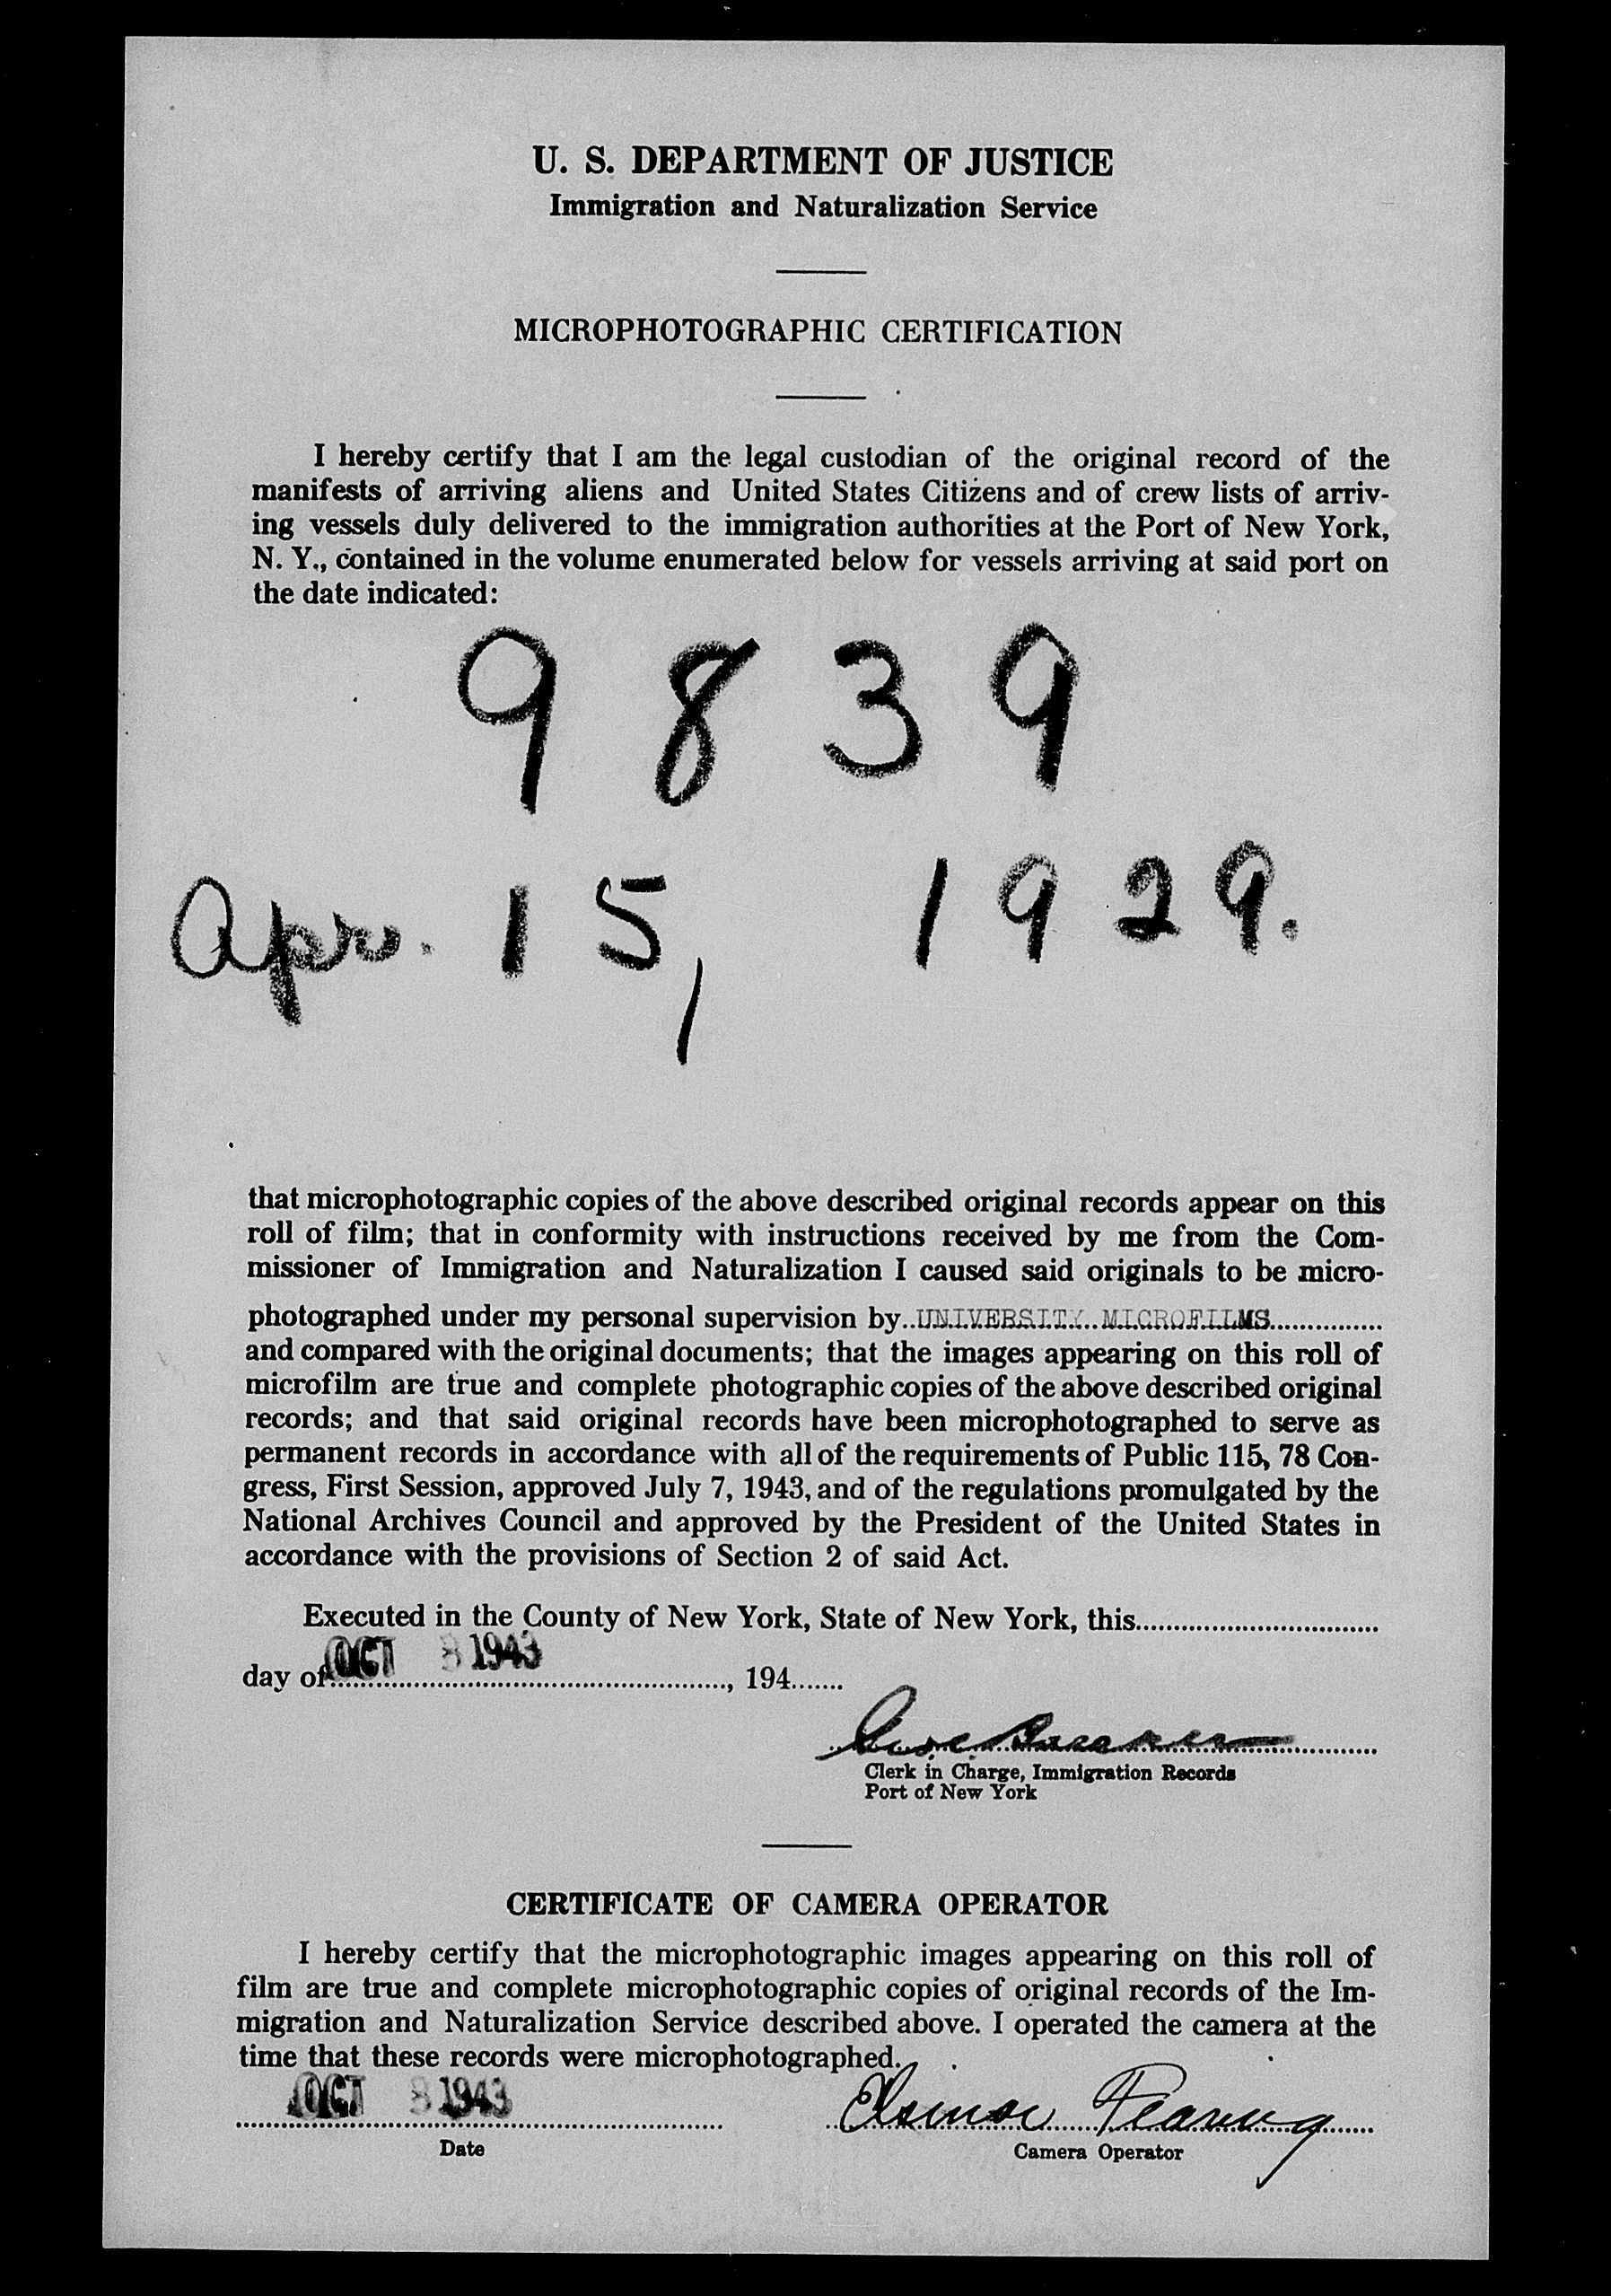 U. S. DEPARTMENT OF JUSTICE
Immigration and Naturalization Service
MICROPHOTOGRAPHIC CERTIFICATION
I hereby certify that I am the legal custodian of the original record of the
manifests of arriving aliens and United States Citizens and of crew lists of arriv-
ing vessels duly delivered to the immigration authorities at the Port of New York,
N. Y., contained in the volume enumerated below for vessels arriving at said port on
the date indicated:
9839
Apr. 15, 1929.
that microphotographic copies of the above described original records appear on this
roll of film; that in conformity with instructions received by me from the Com-
missioner of Immigration and Naturalization I caused said originals to be micro-
photographed under my personal supervision by UNIVERSITY MICROFILMS
and compared with the original documents; that the images appearing on this roll of
microfilm are true and complete photographic copies of the above described original
records; and that said original records have been microphotographed to serve as
permanent records in accordance with all of the requirements of Public 115, 78 Con-
gress, First Session, approved July 7, 1943, and of the regulations promulgated by the
National Archives Council and approved by the President of the United States in
accordance with the provisions of Section 2 of said Act.
Executed in the County of New York, State of New York, this
day of OCT 8 1943, 194
Clerk in Charge, Immigration Records
Port of New York
CERTIFICATE OF CAMERA OPERATOR
I hereby certify that the microphotographic images appearing on this roll of
film are true and complete microphotographic copies of original records of the Im-
migration and Naturalization Service described above. I operated the camera at the
time that these records were microphotographed.
OCT 8 1943
Date
Camera Operator